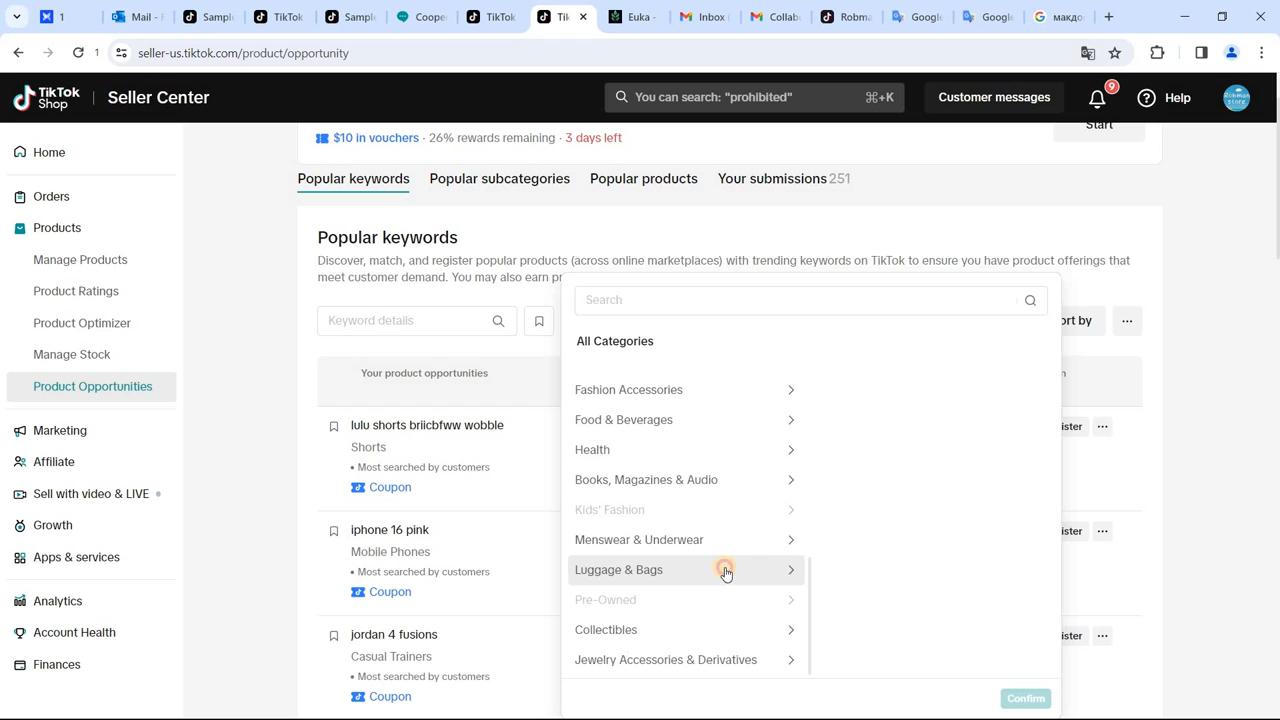 1
Mail -
Sample
TikTok
Sample
Coope
TikTok
Tik
Euka -
Inbox
Collab
Robma
Google
Google
макдо
1
seller-us.tiktok.com/product/opportunity
TikTok
Shop
Seller Center
You can search: "prohibited"
⌘+K
Customer messages
9
Help
Rohman
store
Home
Orders
Products
Manage Products
Product Ratings
Product Optimizer
Manage Stock
Product Opportunities
Marketing
Affiliate
Sell with video & LIVE
Growth
Apps & services
Analytics
Account Health
Finances
$10 in vouchers · 26% rewards remaining · 3 days left
Start
Popular keywords
Popular subcategories
Popular products
Your submissions 251
Popular keywords
Discover, match, and register popular products (across online marketplaces) with trending keywords on TikTok to ensure you have product offerings that
meet customer demand. You may also earn
Keyword details
ort by
Your product opportunities
lulu shorts briicbfww wobble
Shorts
• Most searched by customers
Coupon
iphone 16 pink
Mobile Phones
• Most searched by customers
Coupon
jordan 4 fusions
Casual Trainers
• Most searched by customers
Coupon
ister
ister
ister
Search
All Categories
Fashion Accessories
Food & Beverages
Health
Books, Magazines & Audio
Kids' Fashion
Menswear & Underwear
Luggage & Bags
Pre-Owned
Collectibles
Jewelry Accessories & Derivatives
Confirm